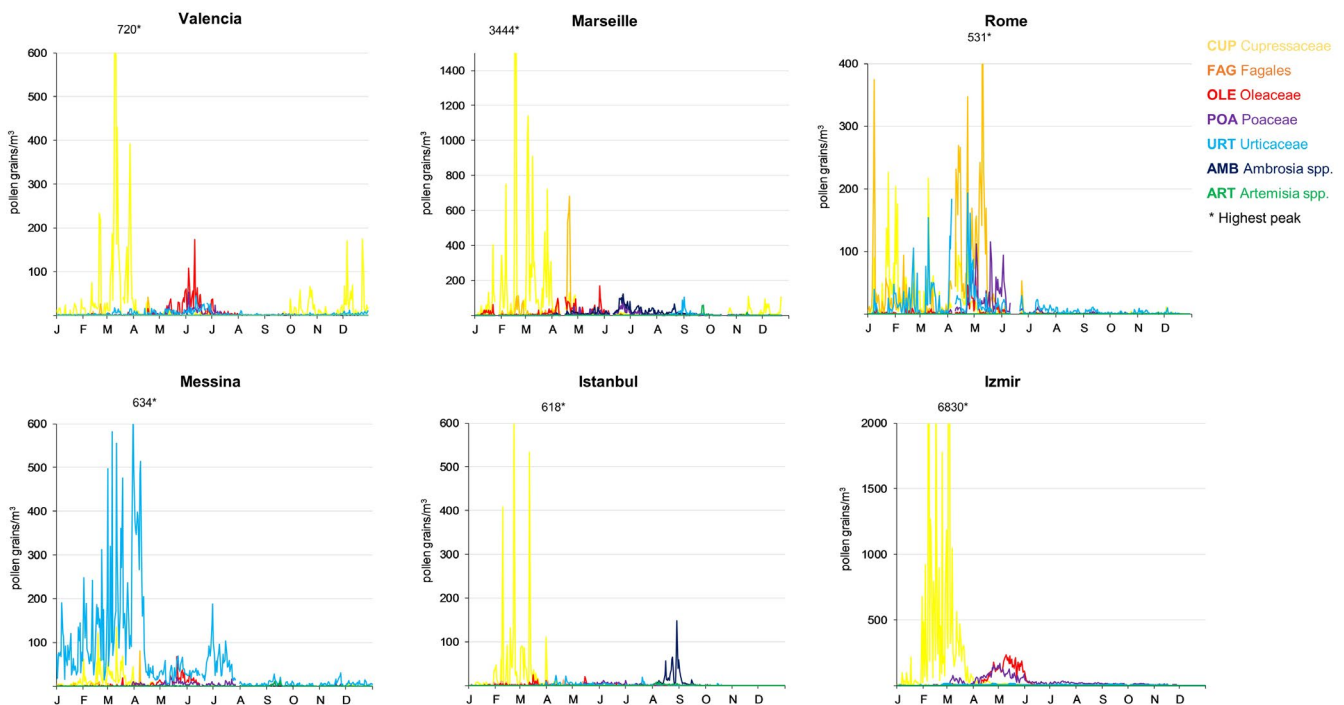 Valencia
720*
600
500
400
300
200
100
pollen grains/m³
J F M A M J J A S O N D
Marseille
3444*
1400
1200
1000
800
600
400
200
pollen grains/m³
J F M A M J J A S O N D
Rome
531*
400
300
200
100
pollen grains/m³
J F M A M J J A S O N D
CUP Cupressaceae
FAG Fagales
OLE Oleaceae
POA Poaceae
URT Urticaceae
AMB Ambrosia spp.
ART Artemisia spp.
* Highest peak
Messina
634*
600
500
400
300
200
100
pollen grains/m³
J F M A M J J A S O N D
Istanbul
618*
600
500
400
300
200
100
pollen grains/m³
J F M A M J J A S O N D
Izmir
6830*
2000
1500
1000
500
pollen grains/m³
J F M A M J J A S O N D